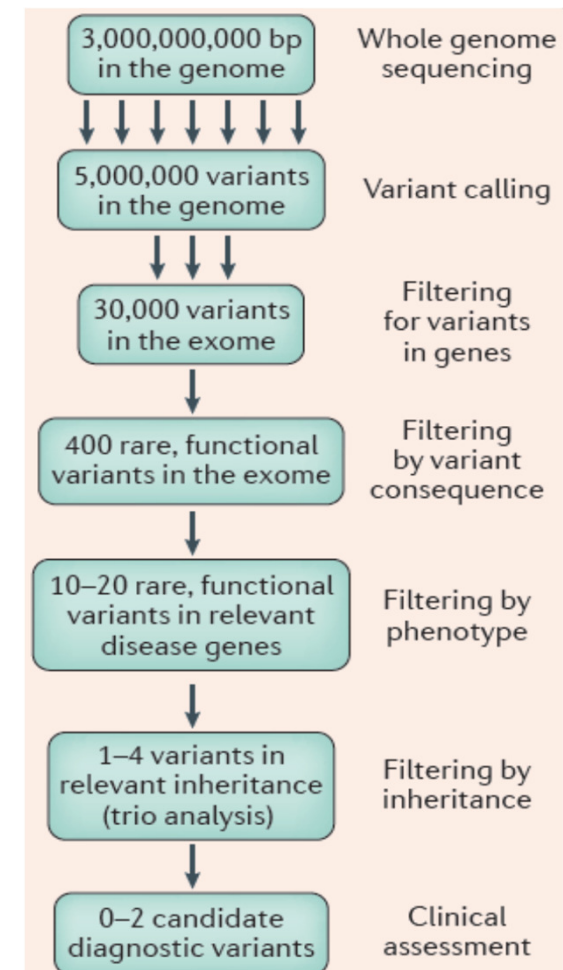 3,000,000,000 bp
in the genome
Whole genome
sequencing
5,000,000 variants
in the genome
Variant calling
30,000 variants
in the exome
Filtering
for variants
in genes
400 rare, functional
variants in the exome
Filtering
by variant
consequence
10–20 rare, functional
variants in relevant
disease genes
Filtering by
phenotype
1–4 variants in
relevant inheritance
(trio analysis)
Filtering by
inheritance
0–2 candidate
diagnostic variants
Clinical
assessment